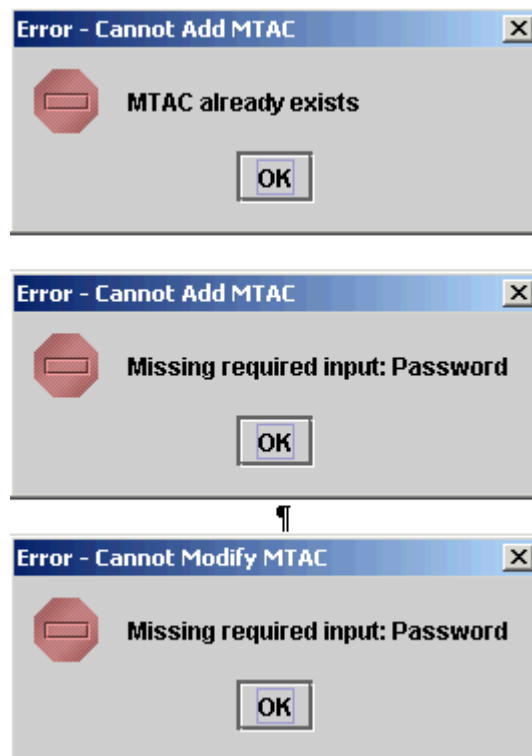 Error - Cannot Add MTAC
MTAC already exists
OK
Error - Cannot Add MTAC
Missing required input: Password
OK
¶
Error - Cannot Modify MTAC
Missing required input: Password
OK